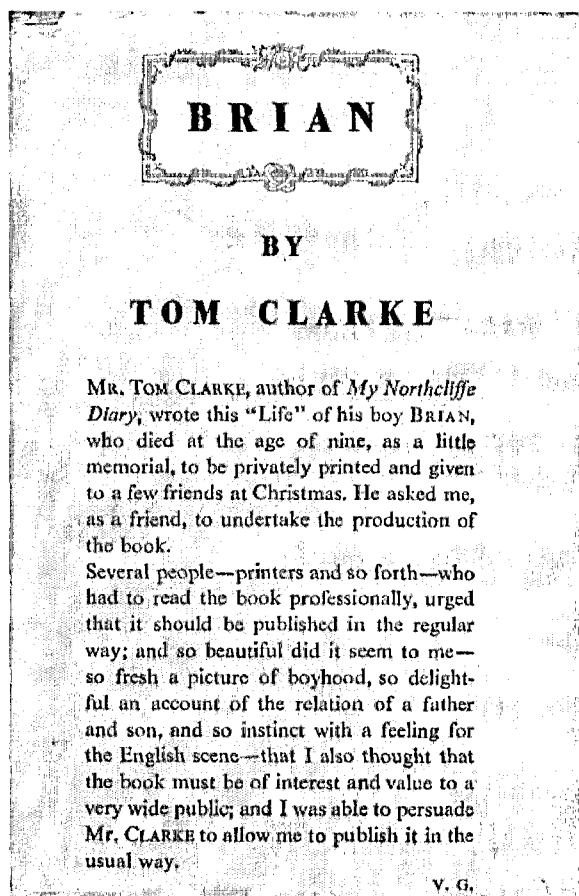 BRIAN
BY
TOM CLARKE
MR. TOM CLARKE, author of My Northcliffe
Diary, wrote this "Life" of his boy BRIAN,
who died at the age of nine, as a little
memorial, to be privately printed and given
to a few friends at Christmas. He asked me,
as a friend, to undertake the production of
the book.
Several people—printers and so forth—who
had to read the book professionally, urged
that it should be published in the regular
way; and so beautiful did it seem to me—
so fresh a picture of boyhood, so delight-
ful an account of the relation of a father
and son, and so instinct with a feeling for
the English scene—that I also thought that
the book must be of interest and value to a
very wide public; and I was able to persuade
Mr. CLARKE to allow me to publish it in the
usual way.
V. G.